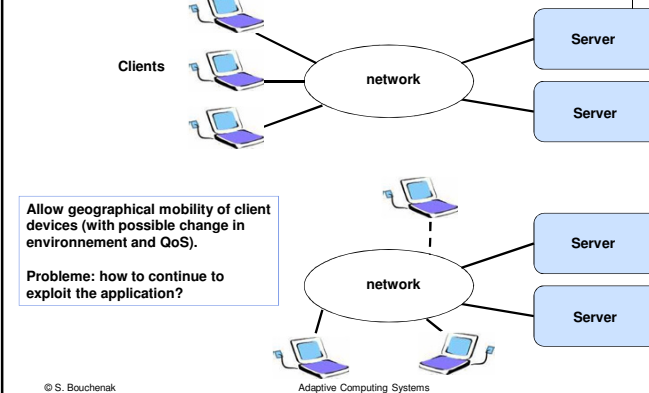 Clients
network
Server
Server
Allow geographical mobility of client
devices (with possible change in
environnement and QoS).
Probleme: how to continue to
exploit the application?
network
Server
Server
© S. Bouchenak
Adaptive Computing Systems